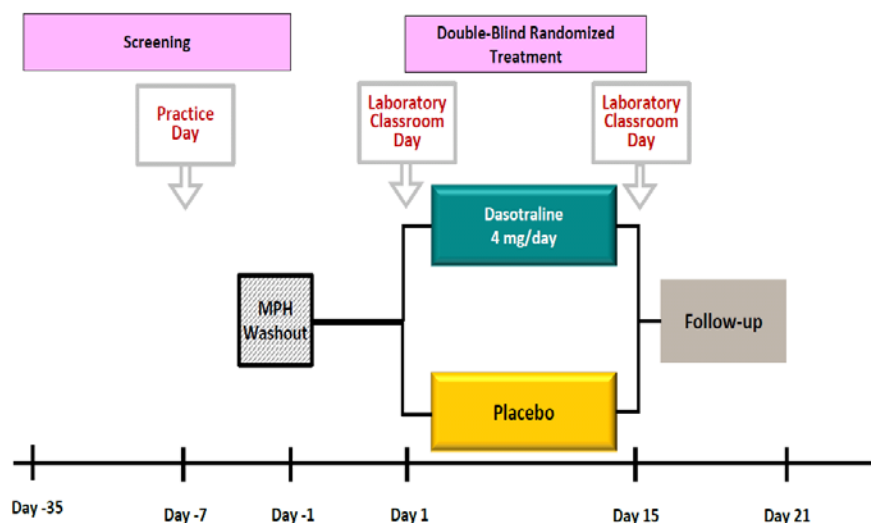 Screening
Double-Blind Randomized
Treatment
Practice
Day
Laboratory
Classroom
Day
Laboratory
Classroom
Day
Dasotraline
4 mg/day
MPH
Washout
Follow-up
Placebo
Day -35
Day -7
Day -1
Day 1
Day 15
Day 21